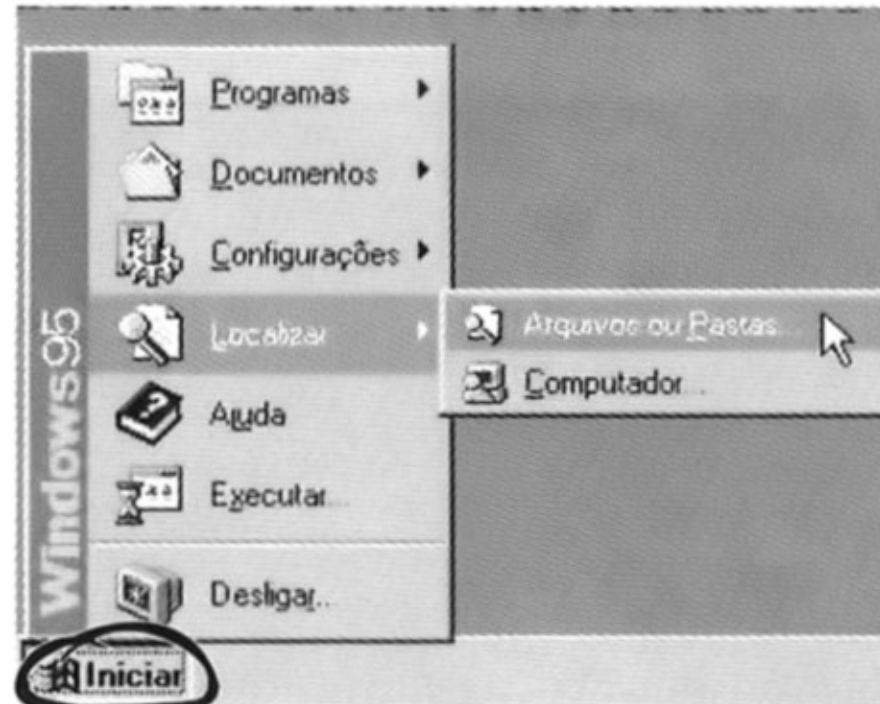 Programas
Documentos
Configurações
Localizar
Arquivos ou Pastas...
Computador...
Ajuda
Executar...
Desligar...
Windows95
Iniciar